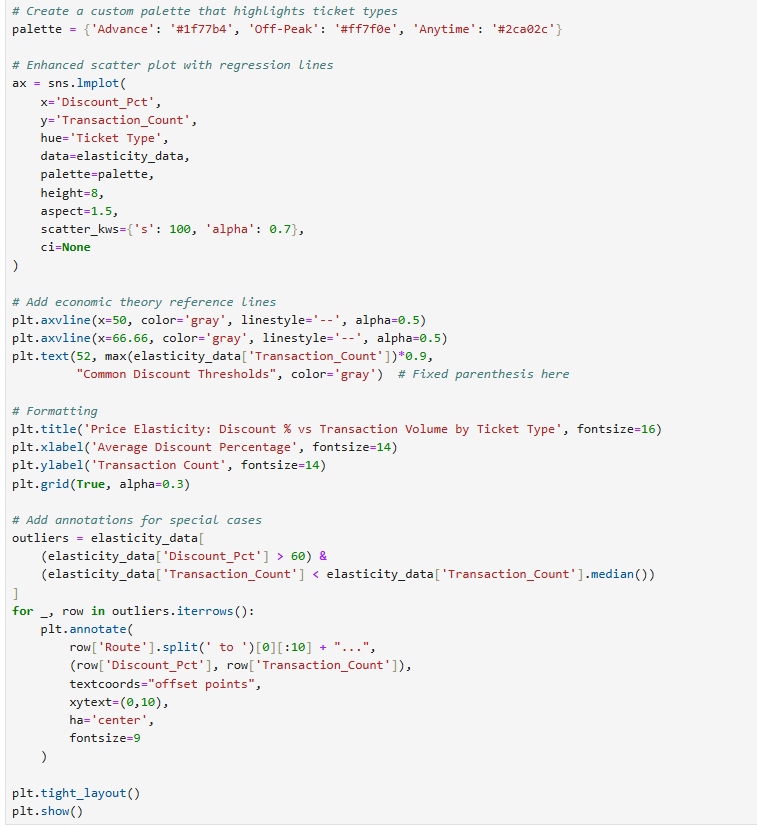 # Create a custom palette that highlights ticket types
palette = {'Advance': '#1f77b4', 'Off-Peak': '#ff7f0e', 'Anytime': '#2ca02c'}

# Enhanced scatter plot with regression lines
ax = sns.lmplot(
    x='Discount_Pct',
    y='Transaction_Count',
    hue='Ticket Type',
    data=elasticity_data,
    palette=palette,
    height=8,
    aspect=1.5,
    scatter_kws={'s': 100, 'alpha': 0.7},
    ci=None
)

# Add economic theory reference lines
plt.axvline(x=50, color='gray', linestyle='--', alpha=0.5)
plt.axvline(x=66.66, color='gray', linestyle='--', alpha=0.5)
plt.text(52, max(elasticity_data['Transaction_Count'])*0.9,
         "Common Discount Thresholds", color='gray')  # Fixed parenthesis here

# Formatting
plt.title('Price Elasticity: Discount % vs Transaction Volume by Ticket Type', fontsize=16)
plt.xlabel('Average Discount Percentage', fontsize=14)
plt.ylabel('Transaction Count', fontsize=14)
plt.grid(True, alpha=0.3)

# Add annotations for special cases
outliers = elasticity_data[
    (elasticity_data['Discount_Pct'] > 60) &
    (elasticity_data['Transaction_Count'] < elasticity_data['Transaction_Count'].median())
]
for _, row in outliers.iterrows():
    plt.annotate(
        row['Route'].split(' to ')[0][:10] + "...",
        (row['Discount_Pct'], row['Transaction_Count']),
        textcoords="offset points",
        xytext=(0,10),
        ha='center',
        fontsize=9
    )

plt.tight_layout()
plt.show()